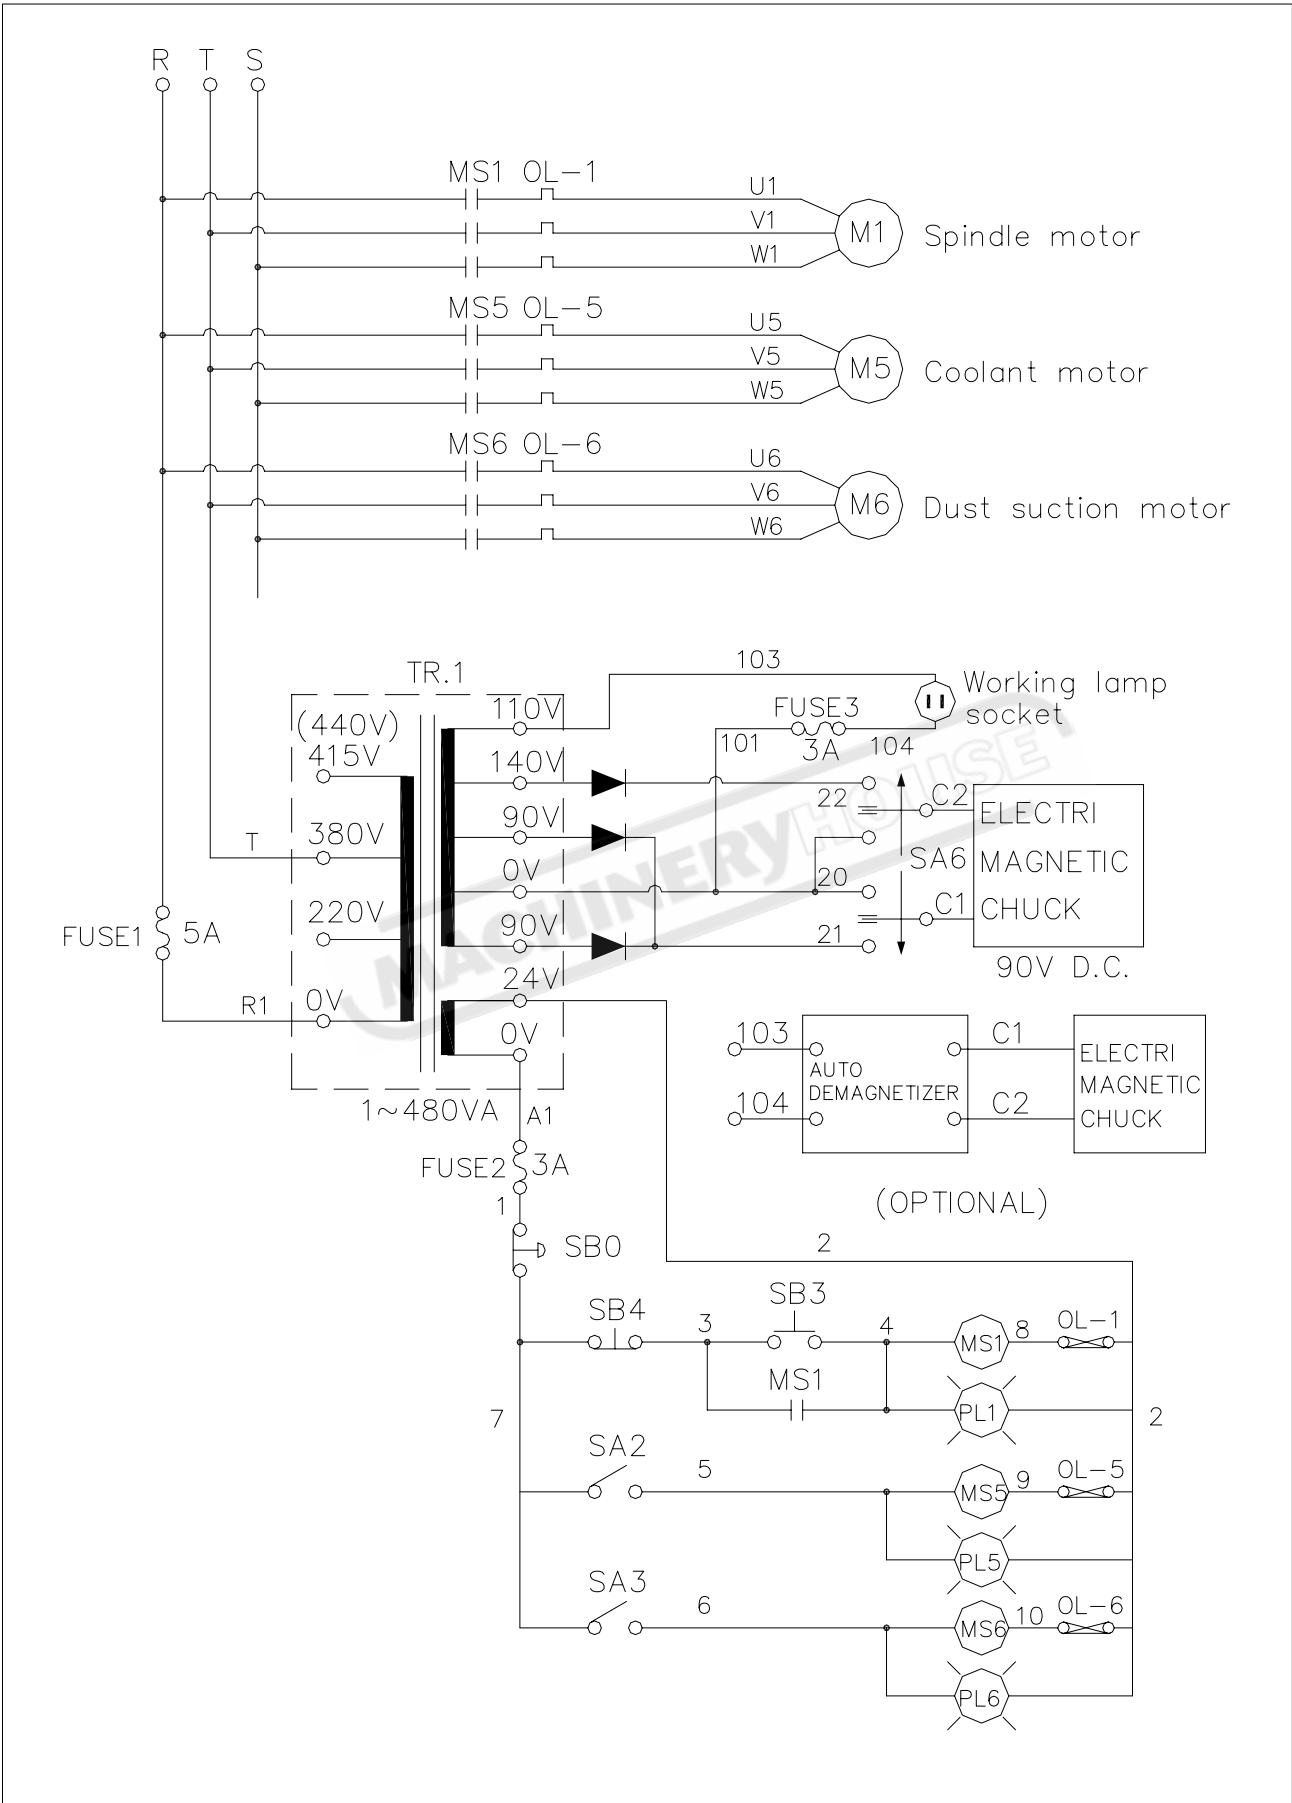 R T S
MS1 OL-1
U1
V1
W1
M1
Spindle motor
MS5 OL-5
U5
V5
W5
M5
Coolant motor
MS6 OL-6
U6
V6
W6
M6
Dust suction motor
TR.1
103
Working lamp
socket
(440V)
415V
110V
FUSE3
101
3A
104
140V
22
C2
ELECTRI
T
380V
90V
SA6
MAGNETIC
0V
20
220V
C1
CHUCK
FUSE1
5A
90V
21
90V D.C.
24V
R1
0V
0V
MACHINERYHOUSE
103
AUTO
DEMAGNETIZER
104
C1
C2
ELECTRI
MAGNETIC
CHUCK
1~480VA
A1
FUSE2
3A
(OPTIONAL)
1
SB0
2
SB4
3
SB3
4
MS1
8
OL-1
MS1
PL1
7
2
SA2
5
MS5
9
OL-5
PL5
SA3
6
MS6
10
OL-6
PL6